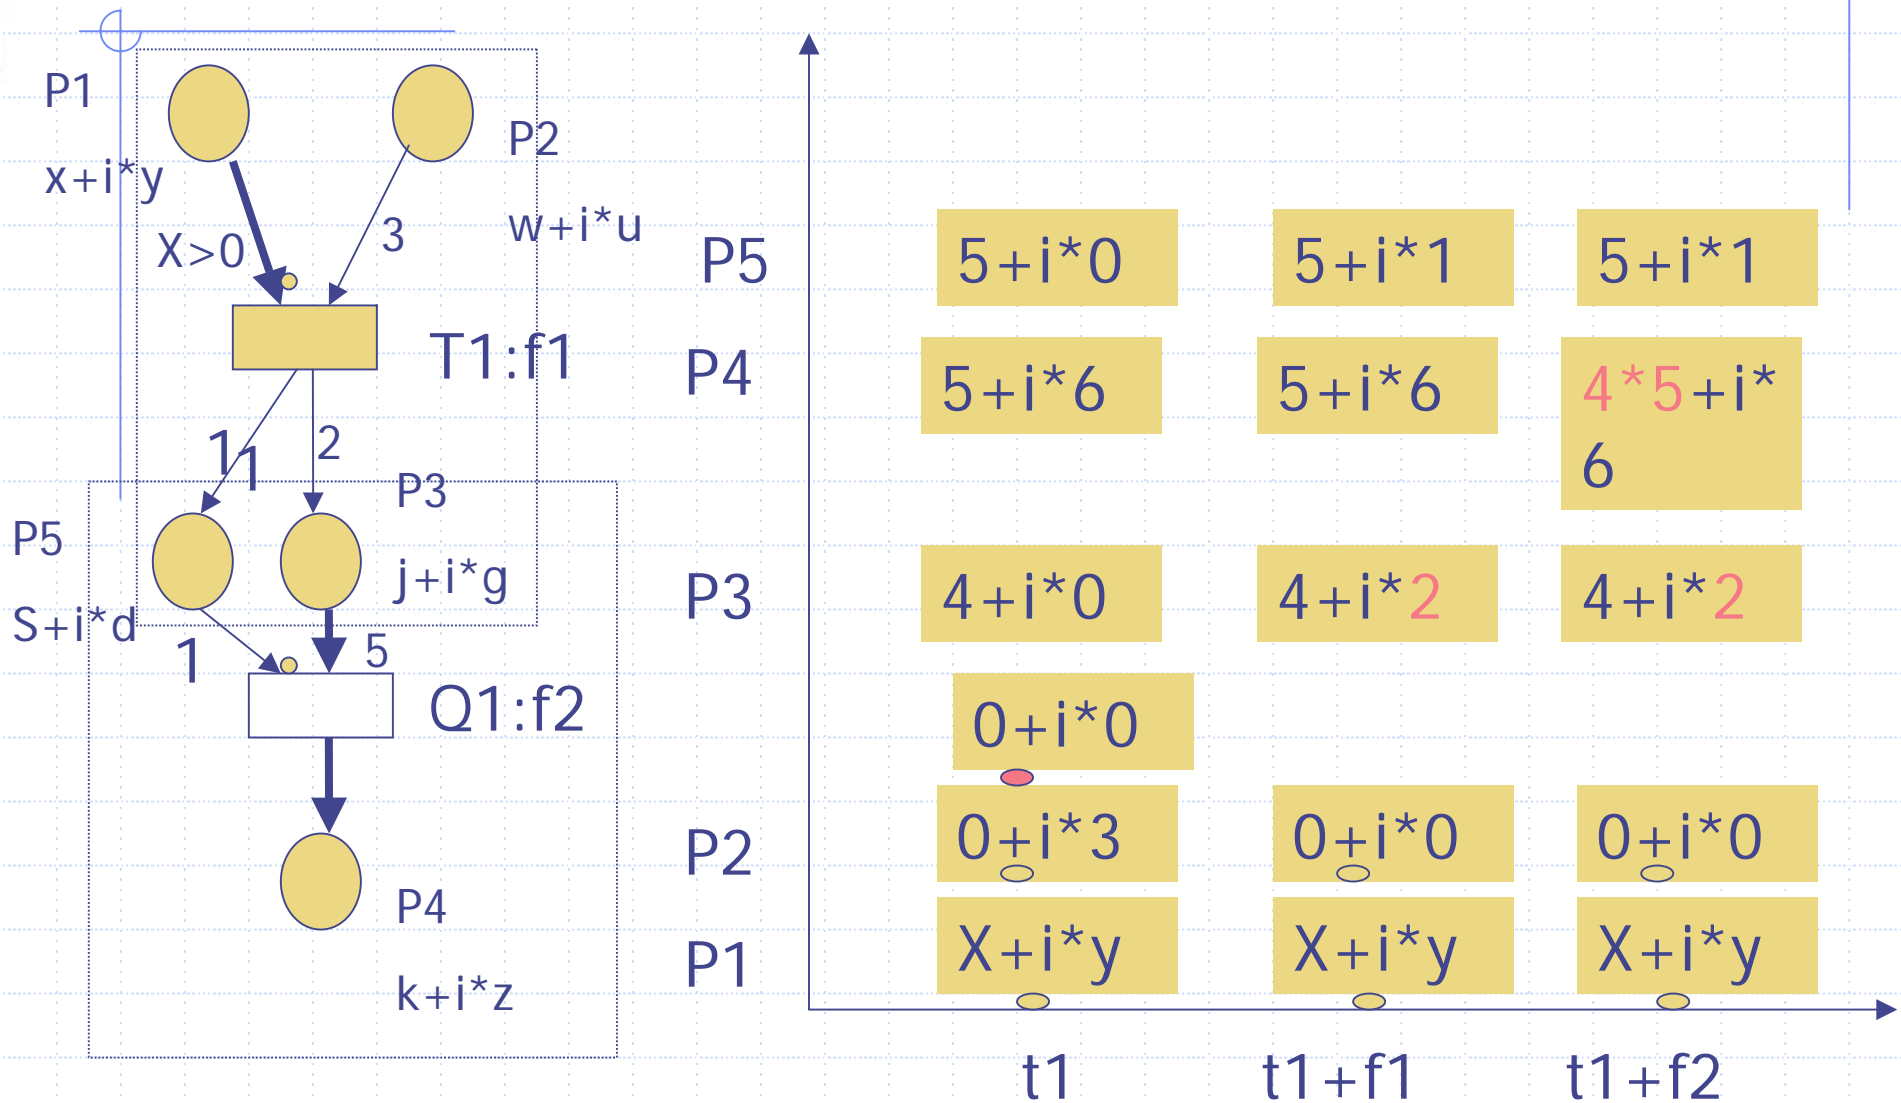 P1
P2
x+i*y
w+i*u
X>0
3
T1:f1
1
1
2
P3
P5
j+i*g
S+i*d
1
5
Q1:f2
P4
k+i*z
P5
5+i*0
5+i*1
5+i*1
P4
5+i*6
5+i*6
4*5+i*
6
P3
4+i*0
4+i*2
4+i*2
0+i*0
P2
0+i*3
0+i*0
0+i*0
P1
X+i*y
X+i*y
X+i*y
t1
t1+f1
t1+f2